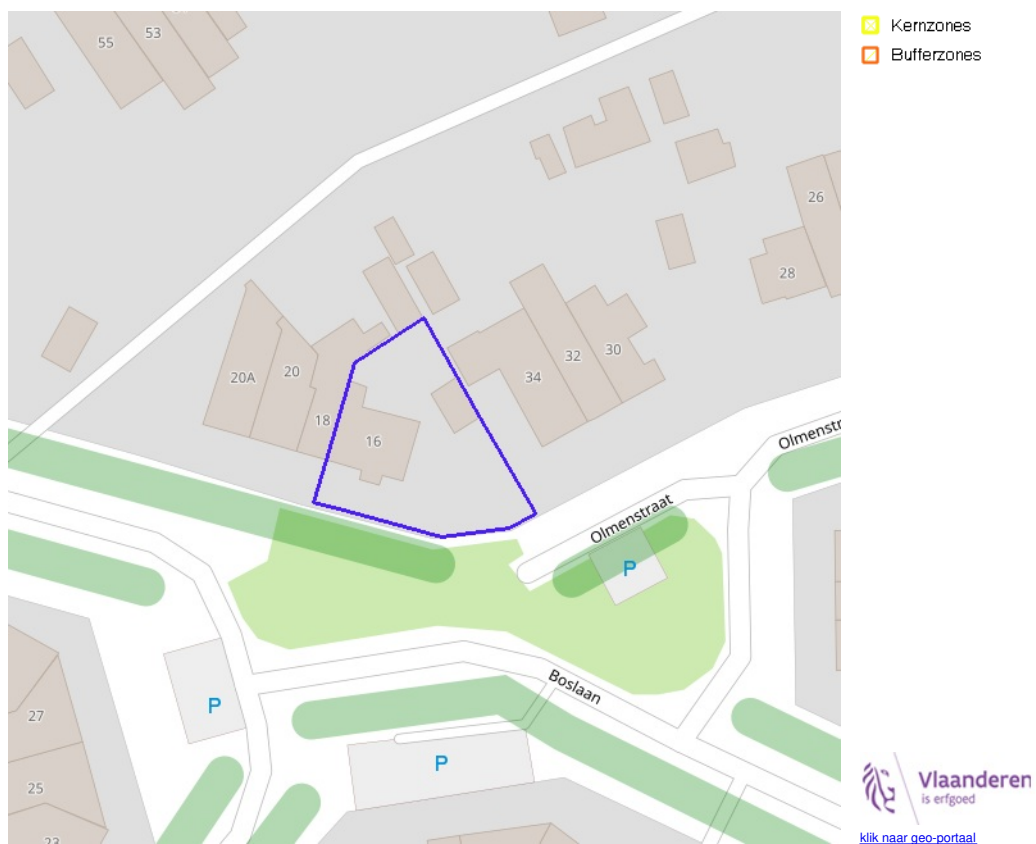 55
53
Kernzones
Bufferzones
26
28
20A
20
18
16
34
32
30
Olmenstr
Olmenstraat
P
Boslaan
P
P
27
25
23
Vlaanderen
is erfgoed
klik naar geo-portaal